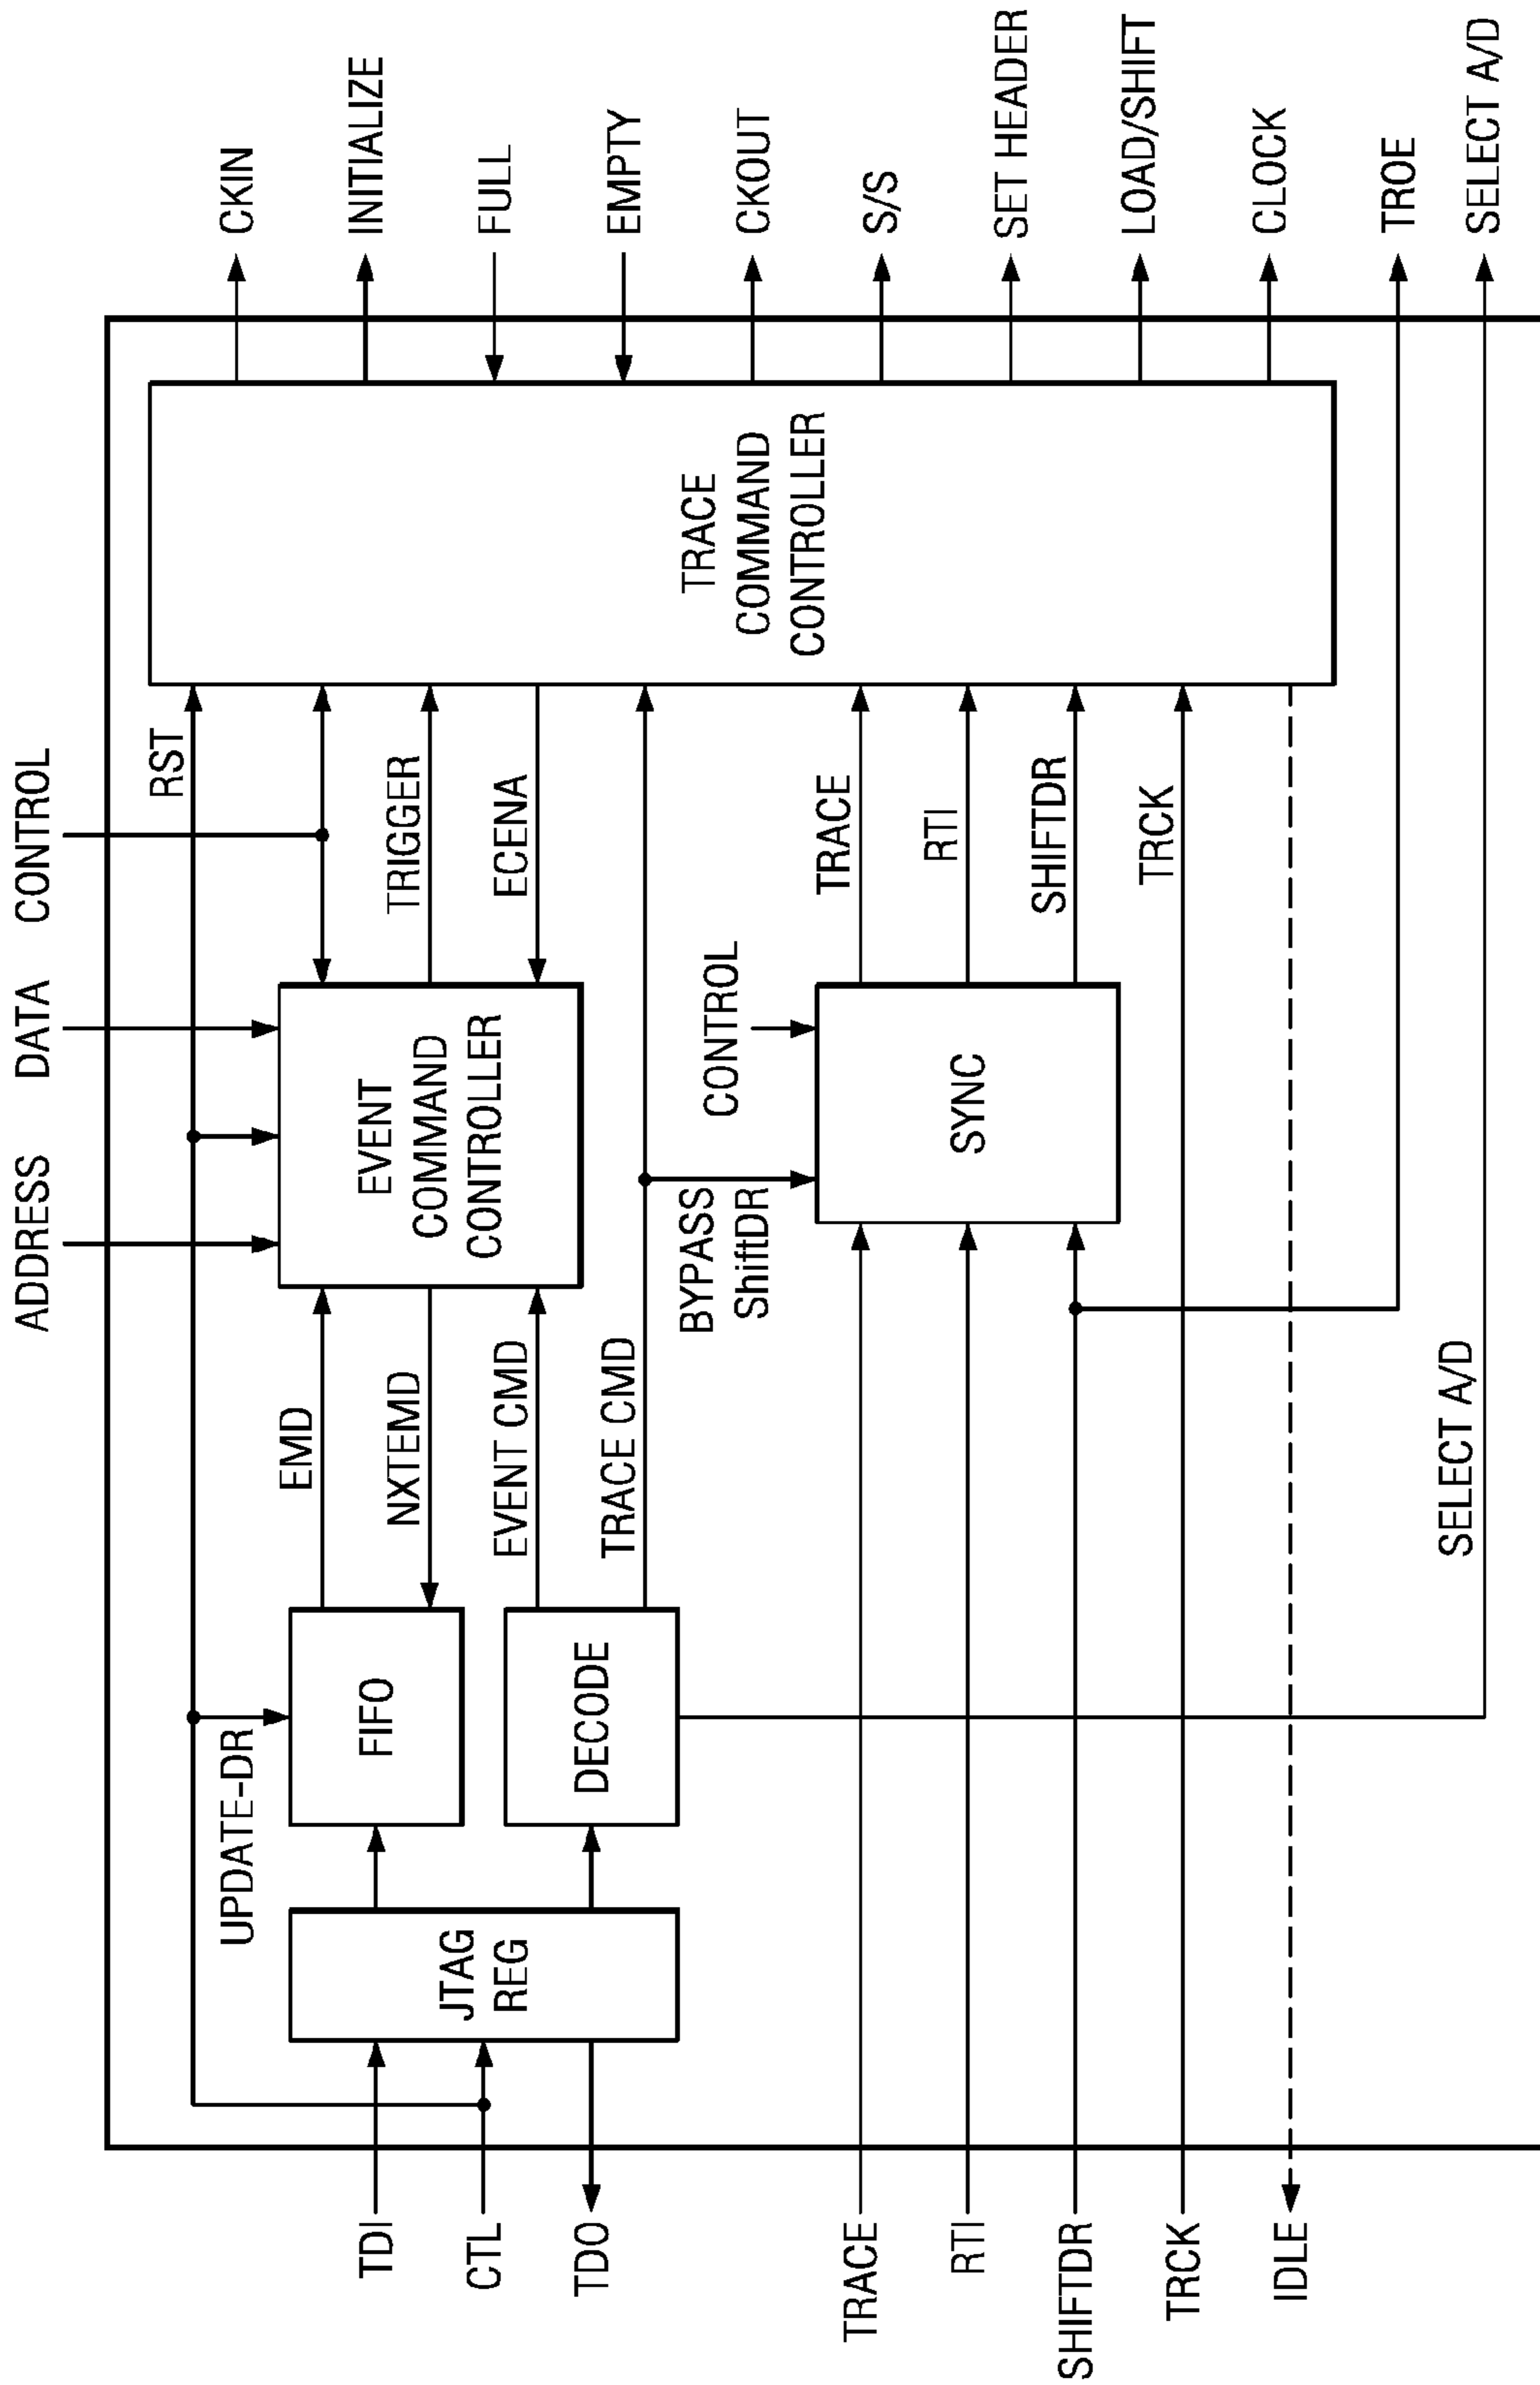 ADDRESS
DATA
CONTROL
RST
CKIN
UPDATE-DR
EMD
INITIALIZE
TDI
JTAG
REG
FIFO
NXTEMD
EVENT
COMMAND
CONTROLLER
TRIGGER
FULL
CTL
EVENT CMD
ECENA
EMPTY
TDO
DECODE
TRACE CMD
TRACE
COMMAND
CONTROLLER
CKOUT
BYPASS
ShiftDR
CONTROL
TRACE
TRACE
S/S
RTI
SYNC
RTI
SET HEADER
SHIFTDR
SHIFTDR
LOAD/SHIFT
TRCK
TRCK
CLOCK
IDLE
TROE
SELECT A/D
SELECT A/D